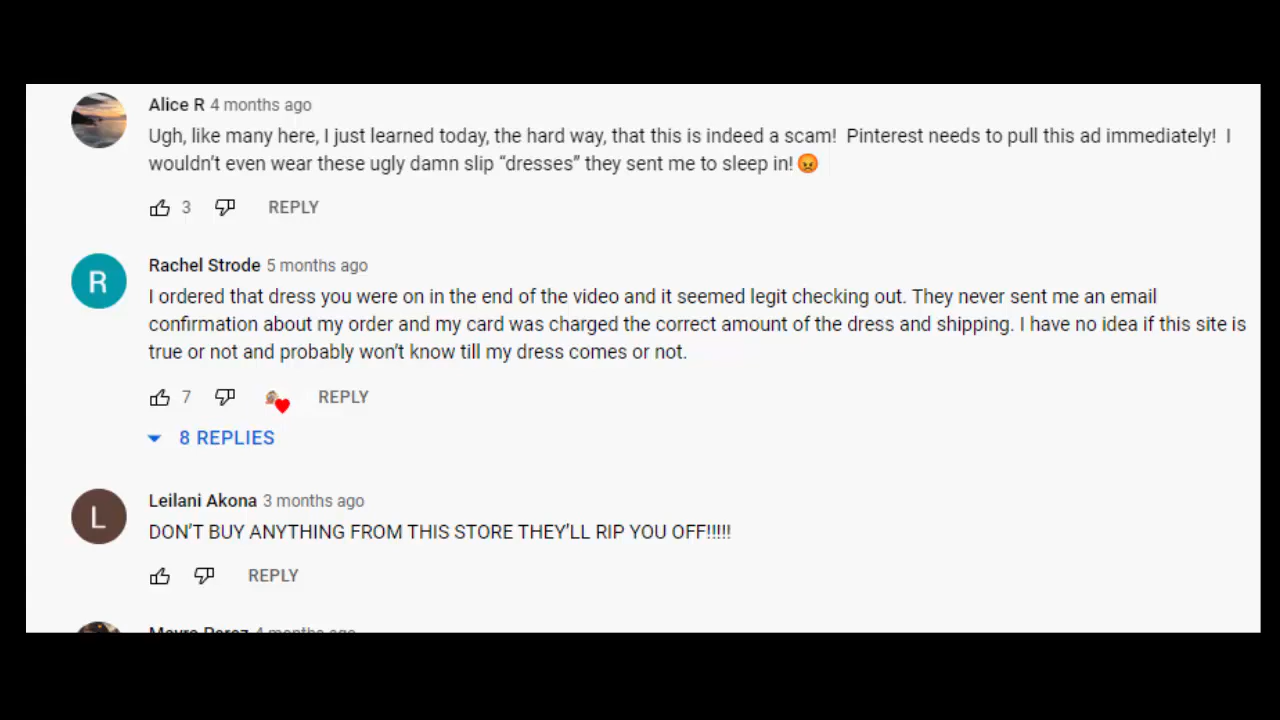 Alice R 4 months ago
Ugh, like many here, I just learned today, the hard way, that this is indeed a scam!  Pinterest needs to pull this ad immediately!  I
wouldn't even wear these ugly damn slip “dresses” they sent me to sleep in! 😡
3 REPLY
R
Rachel Strode 5 months ago
I ordered that dress you were on in the end of the video and it seemed legit checking out. They never sent me an email
confirmation about my order and my card was charged the correct amount of the dress and shipping. I have no idea if this site is
true or not and probably won't know till my dress comes or not.
7 REPLY
8 REPLIES
L
Leilani Akona 3 months ago
DON'T BUY ANYTHING FROM THIS STORE THEY'LL RIP YOU OFF!!!!!
REPLY
Mayra Perez 4 months ago